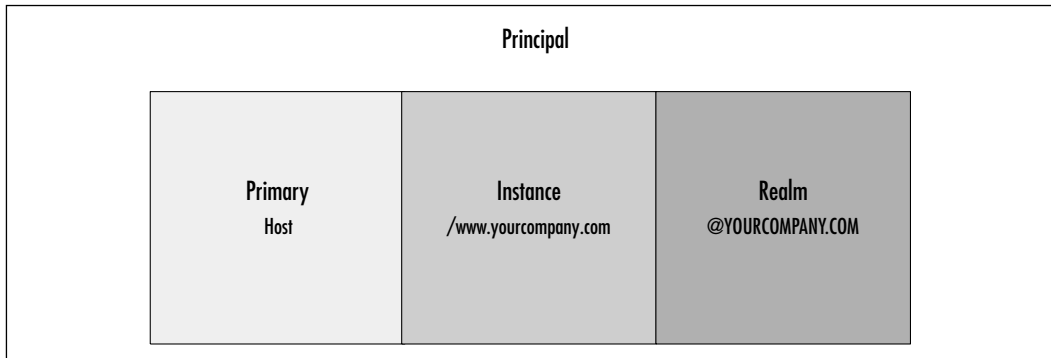 Principal
Primary
Host
Instance
/www.yourcompany.com
Realm
@YOURCOMPANY.COM